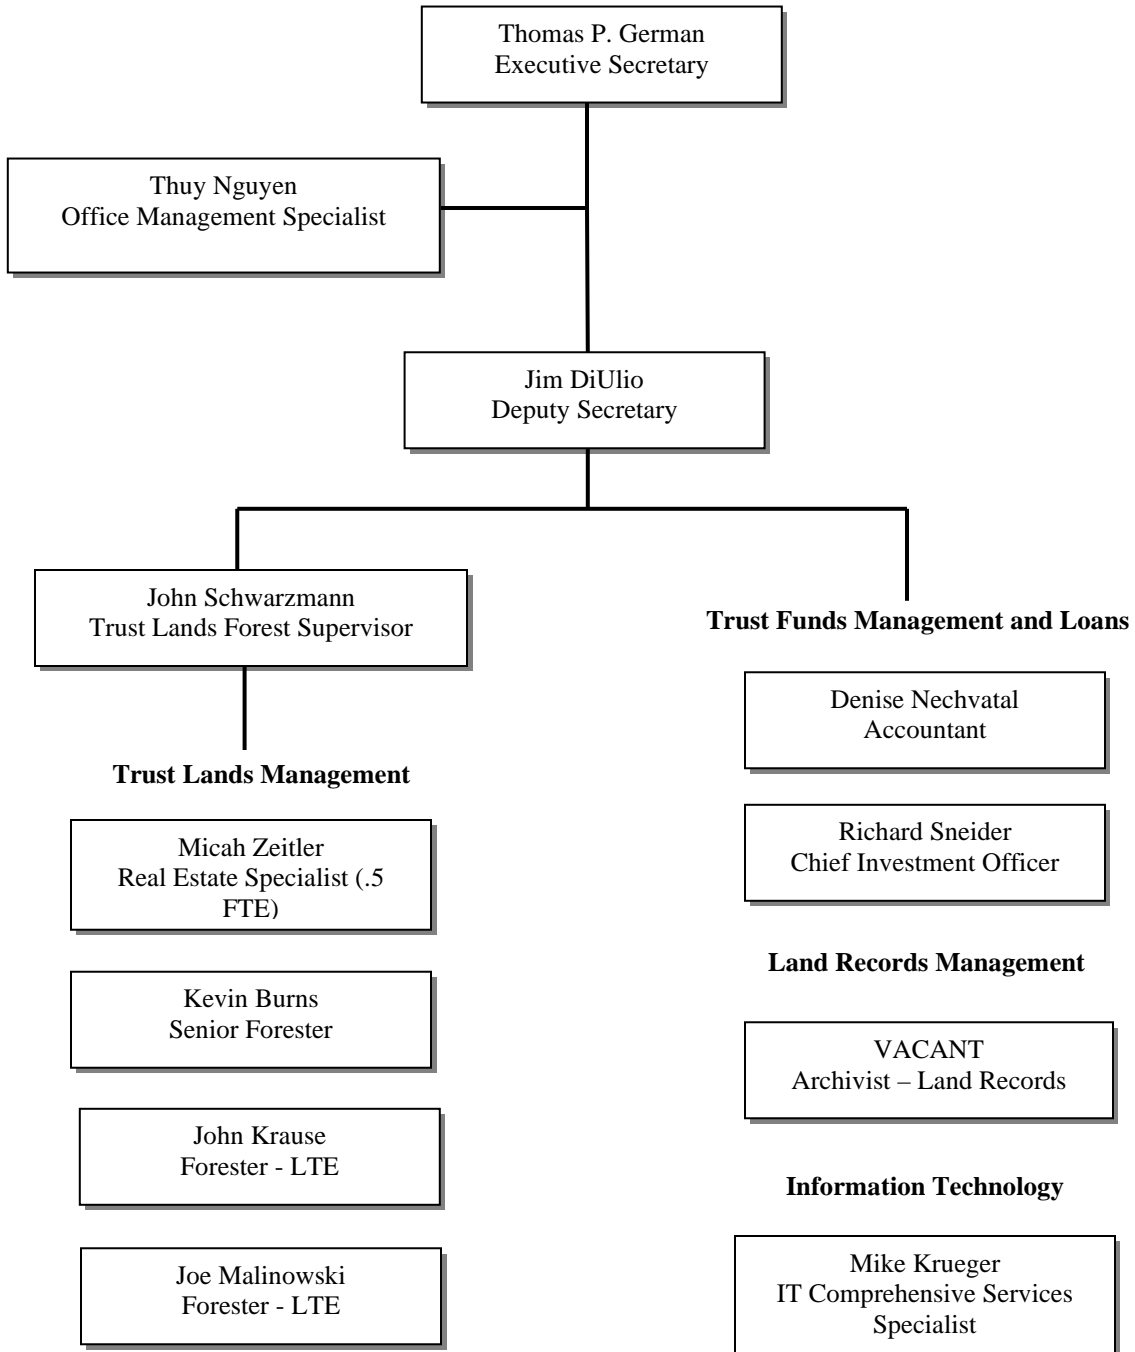 Thomas P. German
Executive Secretary
Thuy Nguyen
Office Management Specialist
Jim DiUlio
Deputy Secretary
John Schwarzmann
Trust Lands Forest Supervisor
Trust Lands Management
Micah Zeitler
Real Estate Specialist (.5
FTE)
Kevin Burns
Senior Forester
John Krause
Forester - LTE
Joe Malinowski
Forester - LTE
Trust Funds Management and Loans
Denise Nechvatal
Accountant
Richard Sneider
Chief Investment Officer
Land Records Management
VACANT
Archivist – Land Records
Information Technology
Mike Krueger
IT Comprehensive Services
Specialist